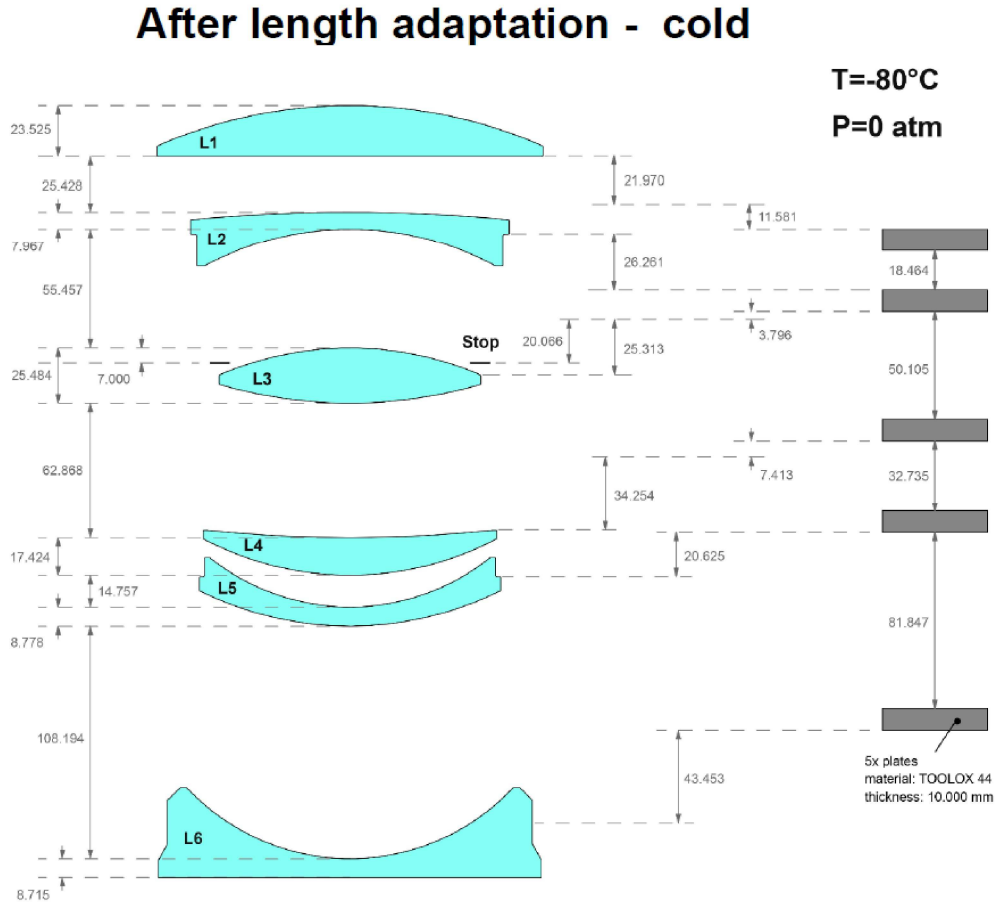 After length adaptation - cold
T=-80°C
P=0 atm
23.525
L1
25.428
21.970
11.581
7.967
L2
26.261
18.464
55.457
Stop
20.066
25.313
3.796
25.484
7.000
L3
50.105
62.868
34.254
7.413
32.735
L4
17.424
20.625
14.757
L5
8.778
81.847
108.194
43.453
5x plates
material: TOOLOX 44
thickness: 10.000 mm
L6
8.715